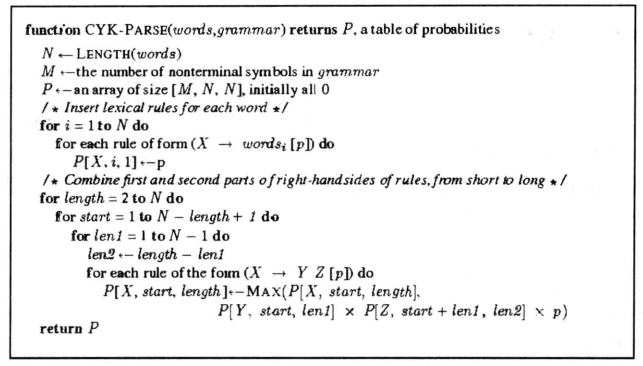 function CYK-PARSE(words,grammar) returns P, a table of probabilities
N ← LENGTH(words)
M ← the number of nonterminal symbols in grammar
P ← an array of size [M, N, N], initially all 0
/* Insert lexical rules for each word */
for i = 1 to N do
for each rule of form (X → wordsᵢ [p]) do
P[X, i, 1] ← p
/* Combine first and second parts of right-hand sides of rules, from short to long */
for length = 2 to N do
for start = 1 to N - length + 1 do
for len1 = 1 to N - 1 do
len2 ← length - len1
for each rule of the form (X → Y Z [p]) do
P[X, start, length] ← MAX(P[X, start, length],
P[Y, start, len1] × P[Z, start + len1, len2] × p)
return P